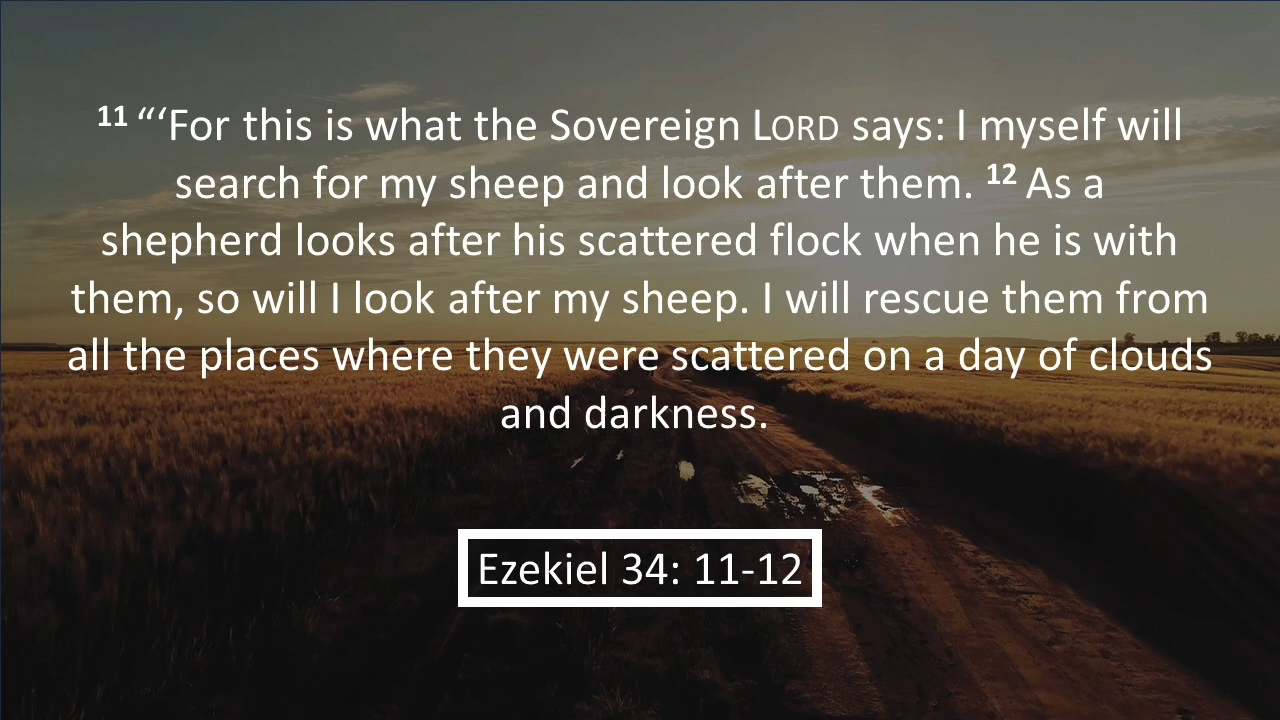 11 “‘For this is what the Sovereign LORD says: I myself will
search for my sheep and look after them. 12 As a
shepherd looks after his scattered flock when he is with
them, so will I look after my sheep. I will rescue them from
all the places where they were scattered on a day of clouds
and darkness.
Ezekiel 34: 11-12